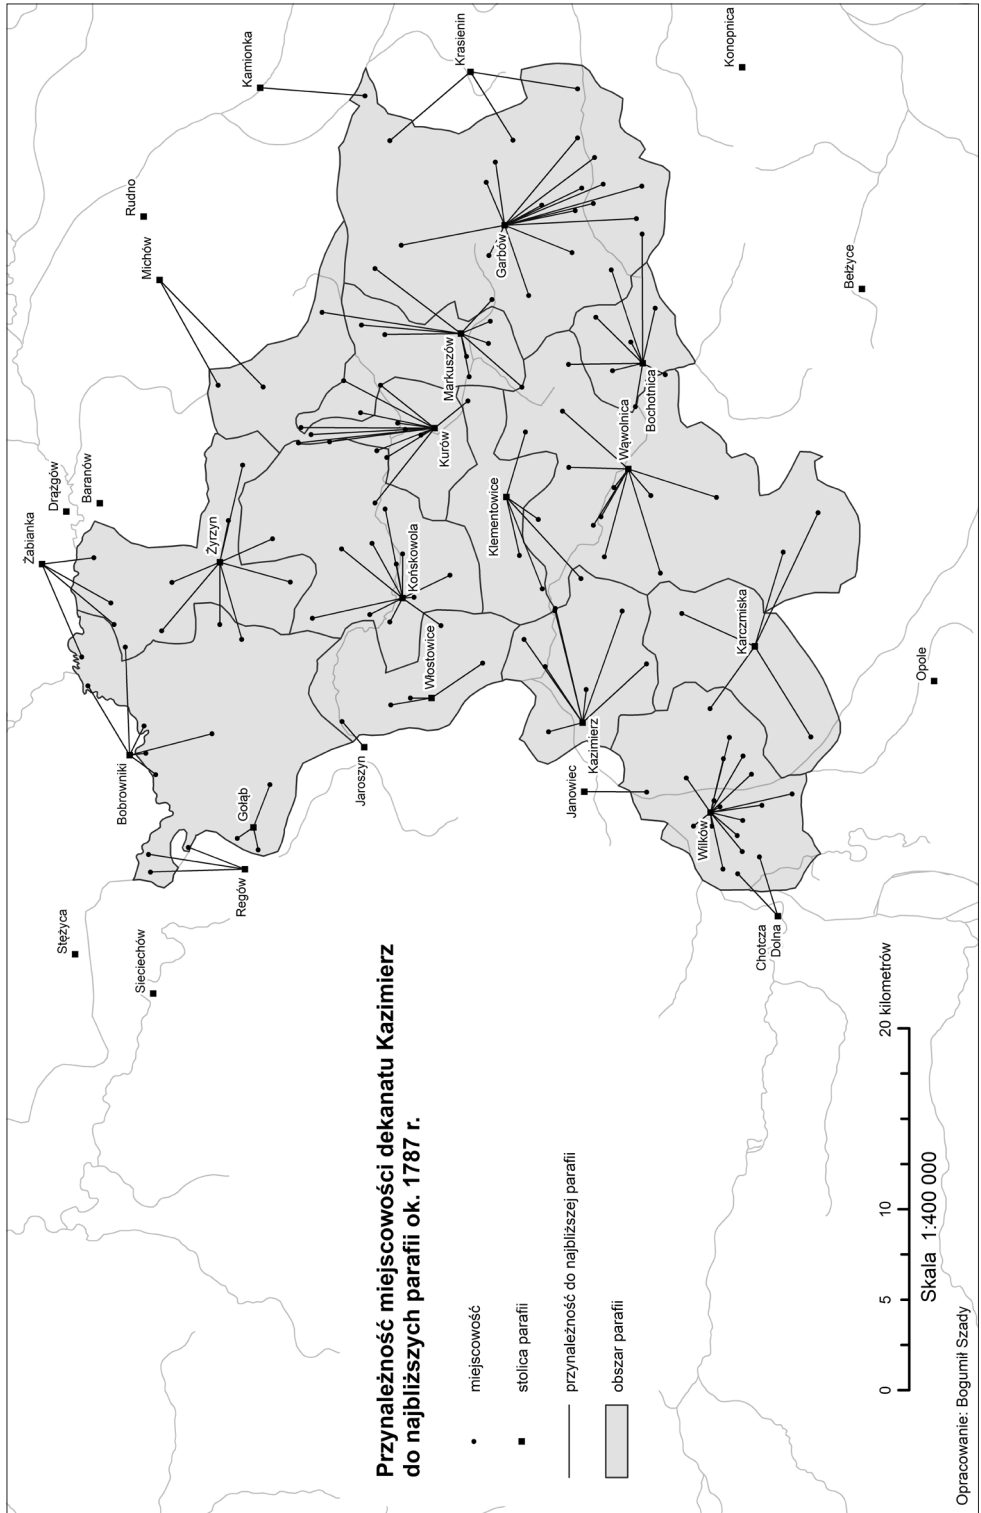 Przynależność miejscowości dekanatu Kazimierz
do najbliższych parafii ok. 1787 r.
miejscowość
stolica parafii
przynależność do najbliższej parafii
obszar parafii
0
5
10
20 kilometrów
Skala 1:400 000
Opracowanie: Bogumił Szady
Stężyca
Sieciechów
Regów
Bobrowniki
Gołąb
Żabianka
Drążgów
Baranów
Żyrzyn
Michów
Rudno
Kamionka
Krasienin
Konopnica
Jaroszyn
Włostowice
Końskowola
Kurów
Markuszów
Garbów
Klementowice
Wąwolnica
Bochotnica
Bełżyce
Janowiec
Kazimierz
Karczmiska
Opole
Wilków
Chotcza
Dolna